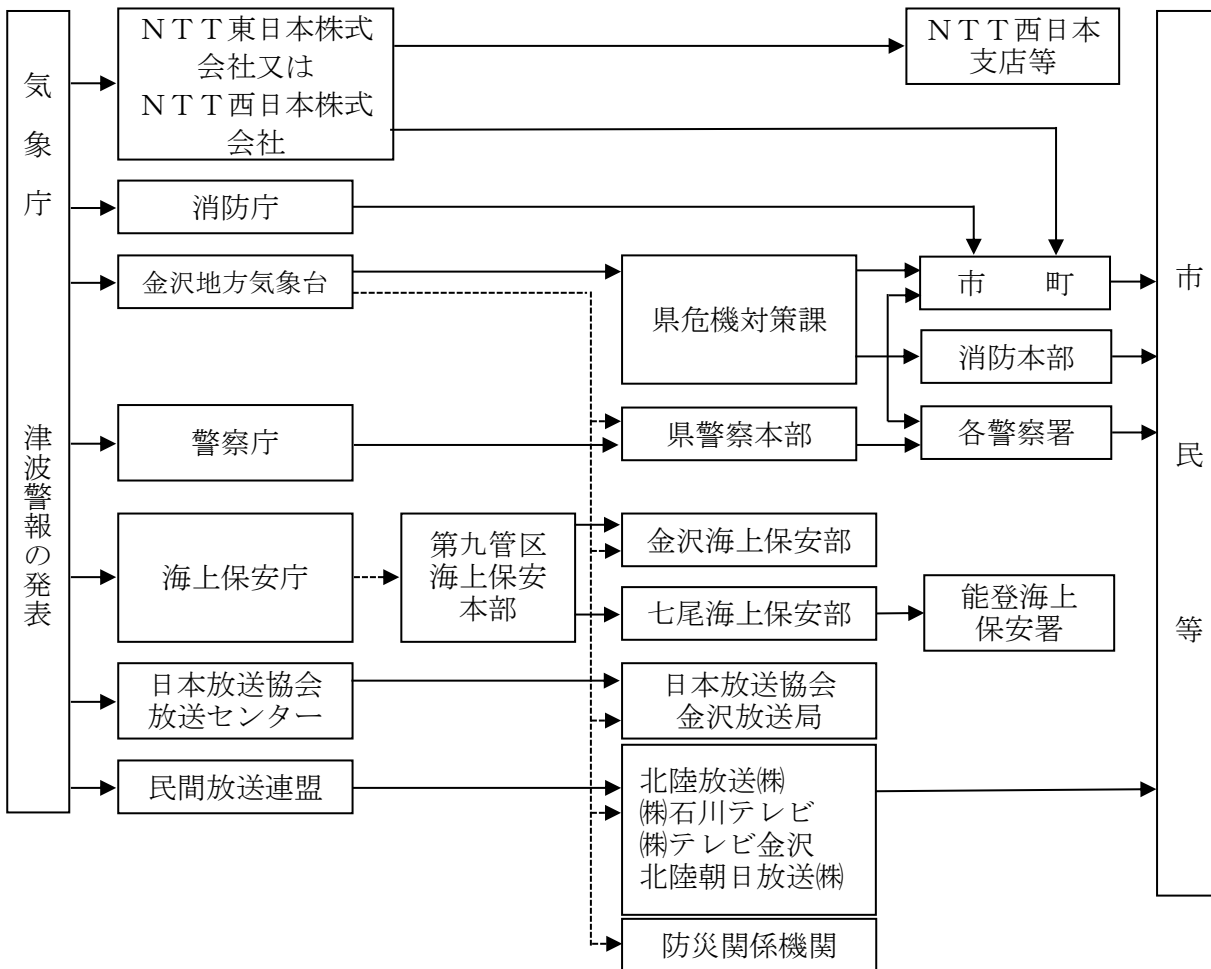 気象庁 津波警報の発表
ＮＴＴ東日本株式
会社又は
ＮＴＴ西日本株式
会社
ＮＴＴ西日本
支店等
消防庁
金沢地方気象台
県危機対策課
市　　町
消防本部
警察庁
県警察本部
各警察署
海上保安庁
第九管区
海上保安
本部
金沢海上保安部
七尾海上保安部
能登海上
保安署
日本放送協会
放送センター
日本放送協会
金沢放送局
民間放送連盟
北陸放送㈱
㈱石川テレビ
㈱テレビ金沢
北陸朝日放送㈱
防災関係機関
市民等